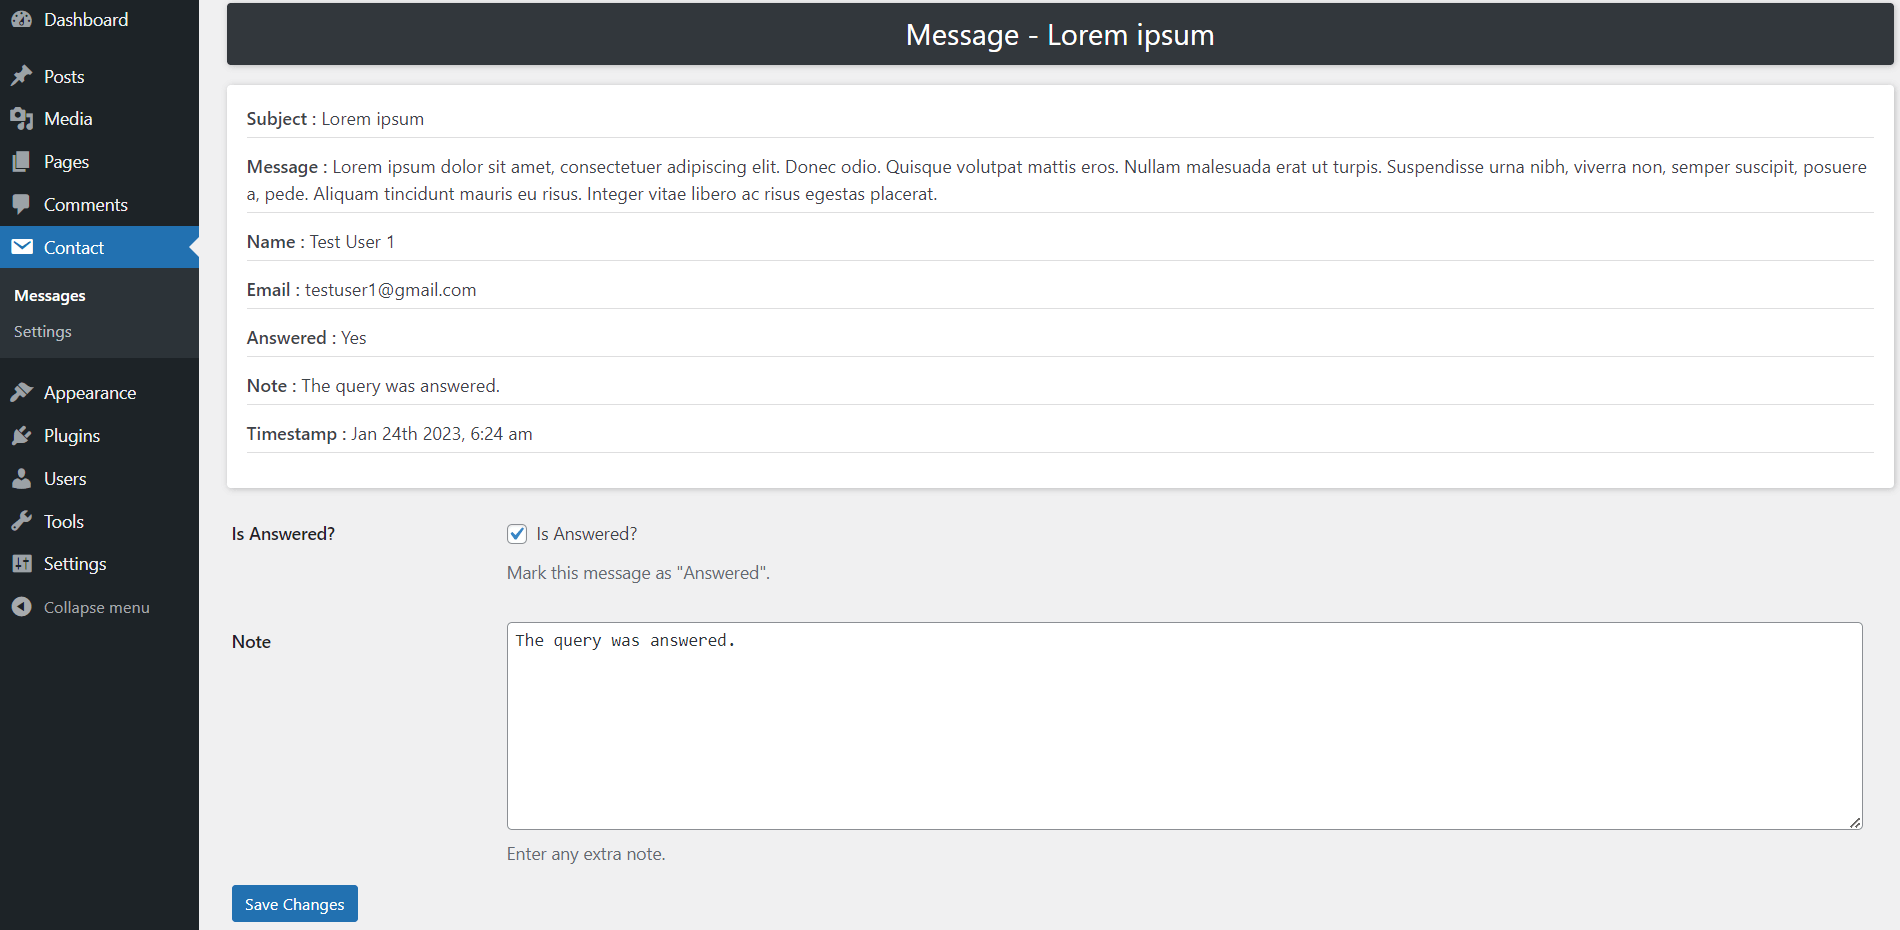 Dashboard
Posts
Media
Pages
Comments
Contact
Messages
Settings
Appearance
Plugins
Users
Tools
Settings
Collapse menu
Message - Lorem ipsum
Subject : Lorem ipsum
Message : Lorem ipsum dolor sit amet, consectetuer adipiscing elit. Donec odio. Quisque volutpat mattis eros. Nullam malesuada erat ut turpis. Suspendisse urna nibh, viverra non, semper suscipit, posuere
a, pede. Aliquam tincidunt mauris eu risus. Integer vitae libero ac risus egestas placerat.
Name : Test User 1
Email : testuser1@gmail.com
Answered : Yes
Note : The query was answered.
Timestamp : Jan 24th 2023, 6:24 am
Is Answered?
Is Answered?
Mark this message as "Answered".
Note
The query was answered.
Enter any extra note.
Save Changes